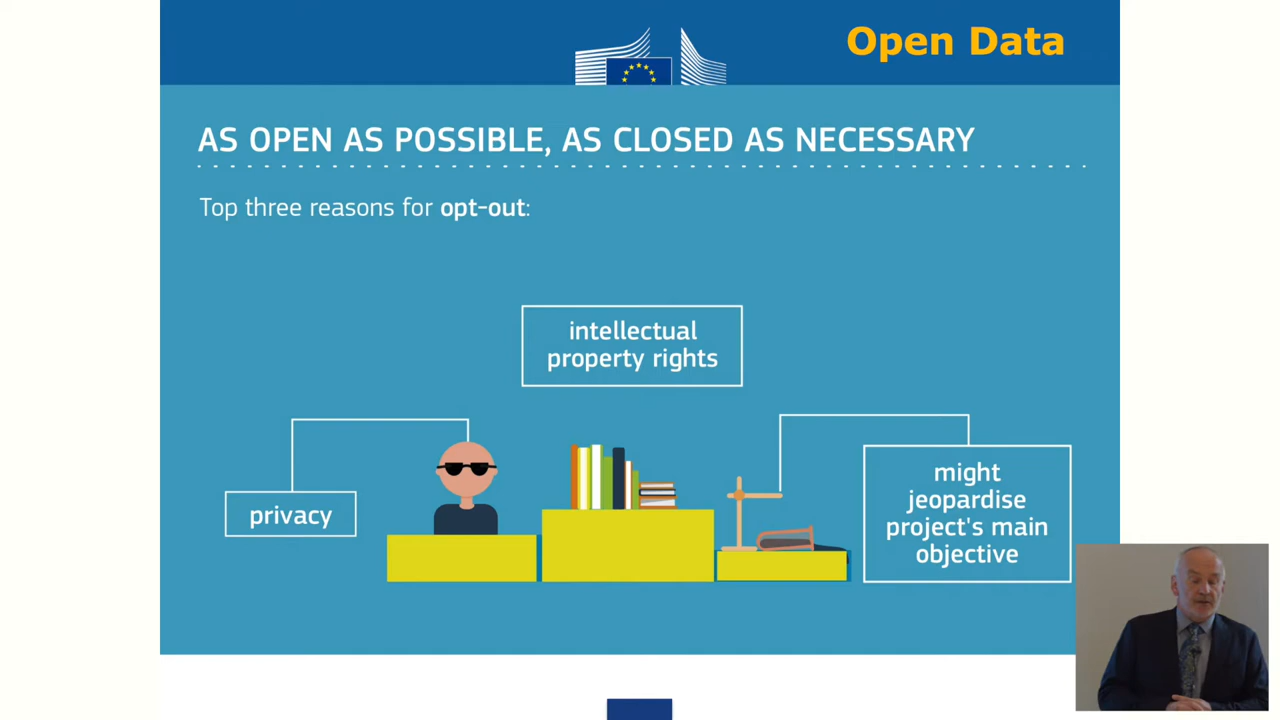 Open Data
AS OPEN AS POSSIBLE, AS CLOSED AS NECESSARY
Top three reasons for opt-out:
intellectual
property rights
privacy
might
jeopardise
project's main
objective